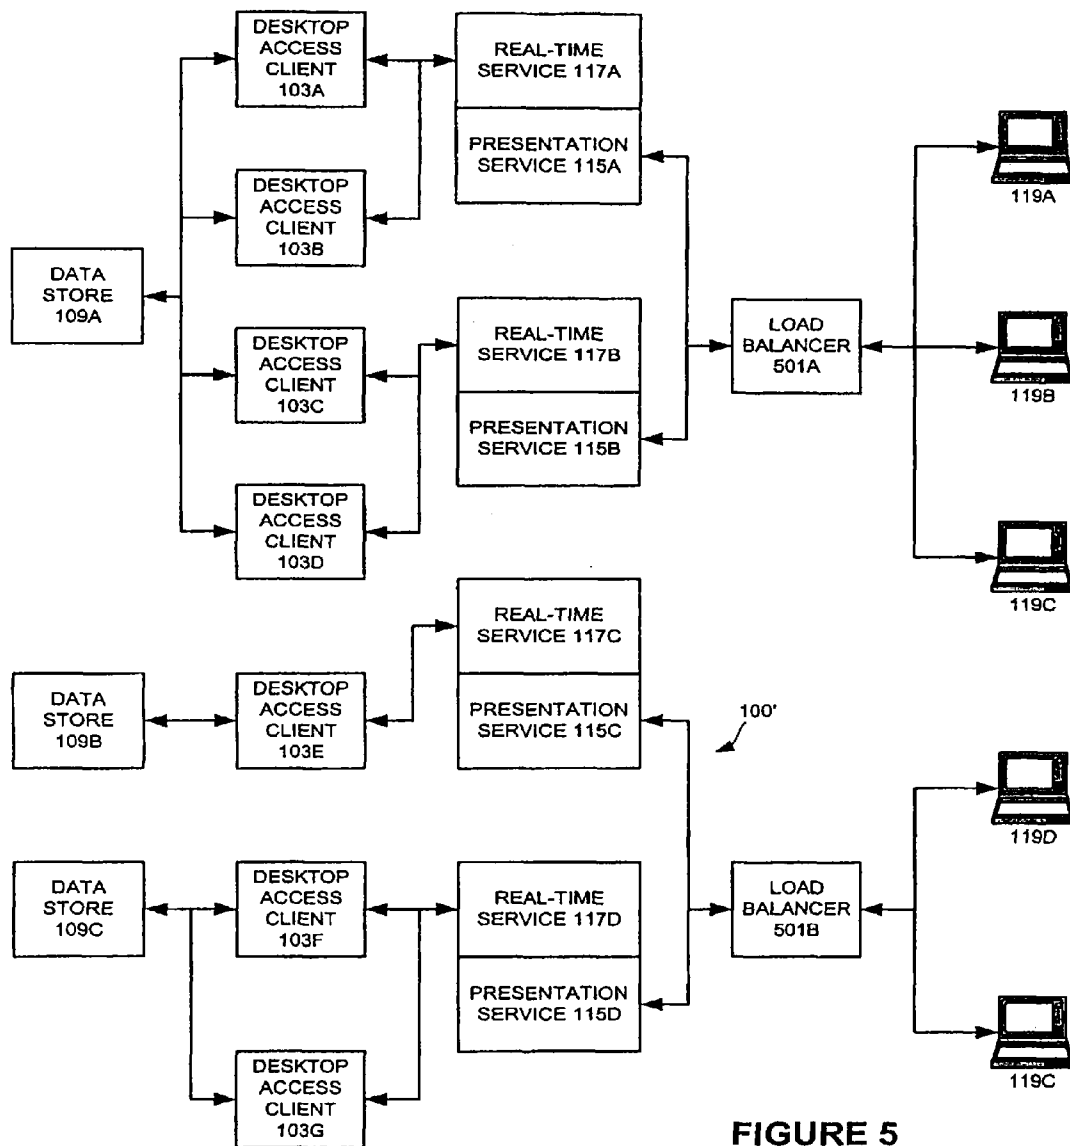 DESKTOP
ACCESS
CLIENT
103A
REAL-TIME
SERVICE 117A
PRESENTATION
SERVICE 115A
119A
DESKTOP
ACCESS
CLIENT
103B
DATA
STORE
109A
REAL-TIME
SERVICE 117B
PRESENTATION
SERVICE 115B
LOAD
BALANCER
501A
119B
DESKTOP
ACCESS
CLIENT
103C
DESKTOP
ACCESS
CLIENT
103D
119C
REAL-TIME
SERVICE 117C
PRESENTATION
SERVICE 115C
DATA
STORE
109B
DESKTOP
ACCESS
CLIENT
103E
100'
119D
DATA
STORE
109C
DESKTOP
ACCESS
CLIENT
103F
REAL-TIME
SERVICE 117D
PRESENTATION
SERVICE 115D
LOAD
BALANCER
501B
DESKTOP
ACCESS
CLIENT
103G
119C
FIGURE 5